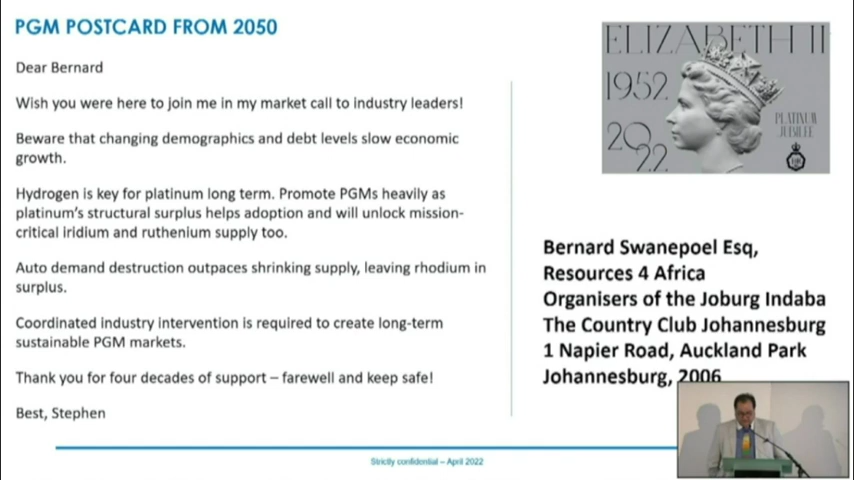 PGM POSTCARD FROM 2050
Dear Bernard
Wish you were here to join me in my market call to industry leaders!
Beware that changing demographics and debt levels slow economic
growth.
Hydrogen is key for platinum long term. Promote PGMs heavily as
platinum's structural surplus helps adoption and will unlock mission-
critical iridium and ruthenium supply too.
Auto demand destruction outpaces shrinking supply, leaving rhodium in
surplus.
Coordinated industry intervention is required to create long-term
sustainable PGM markets.
Thank you for four decades of support – farewell and keep safe!
Best, Stephen
ELIZABETH II
1952
2022
PLATINUM
JUBILEE
Bernard Swanepoel Esq,
Resources 4 Africa
Organisers of the Joburg Indaba
The Country Club Johannesburg
1 Napier Road, Auckland Park
Johannesburg, 2006
Strictly confidential – April 2022